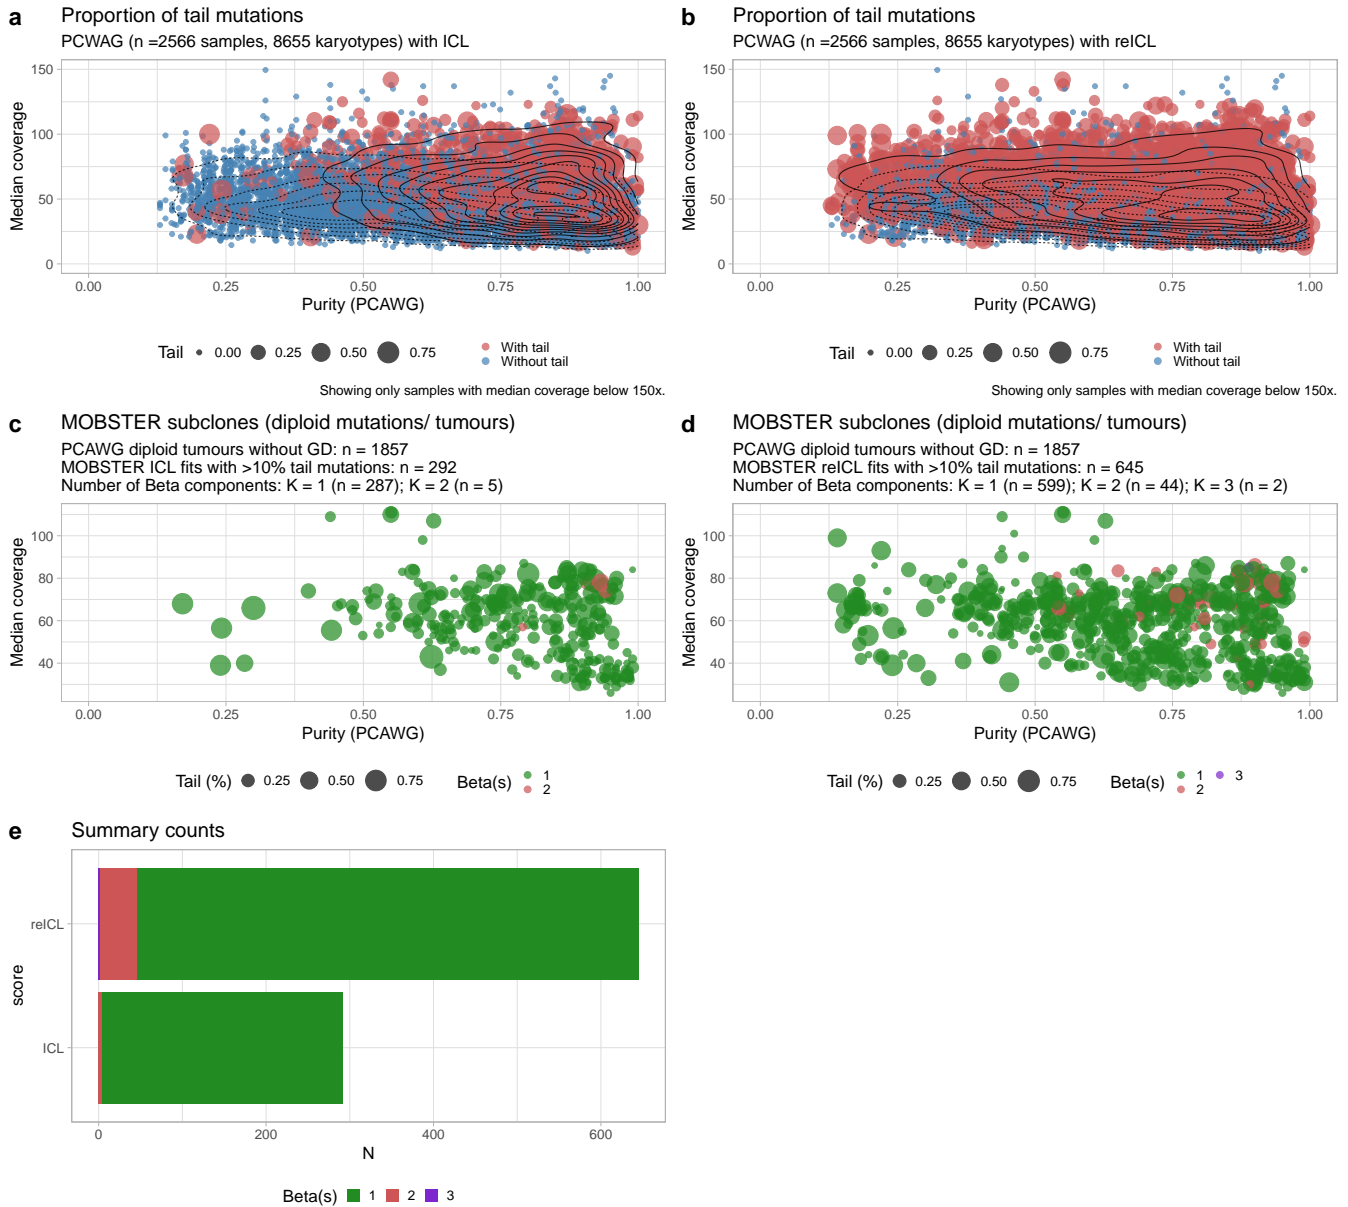 a
Proportion of tail mutations
PCWAG (n =2566 samples, 8655 karyotypes) with ICL
150
100
50
0
Median coverage
0.00
0.25
0.50
0.75
1.00
Purity (PCAWG)
Tail 0.00 0.25 0.50 0.75
With tail
Without tail
Showing only samples with median coverage below 150x.
b
Proportion of tail mutations
PCWAG (n =2566 samples, 8655 karyotypes) with reICL
150
100
50
0
Median coverage
0.00
0.25
0.50
0.75
1.00
Purity (PCAWG)
Tail 0.00 0.25 0.50 0.75
With tail
Without tail
Showing only samples with median coverage below 150x.
c
MOBSTER subclones (diploid mutations/ tumours)
PCAWG diploid tumours without GD: n = 1857
MOBSTER ICL fits with >10% tail mutations: n = 292
Number of Beta components: K = 1 (n = 287); K = 2 (n = 5)
100
80
60
40
Median coverage
0.00
0.25
0.50
0.75
1.00
Purity (PCAWG)
Tail (%) 0.25 0.50 0.75
Beta(s) 1
2
d
MOBSTER subclones (diploid mutations/ tumours)
PCAWG diploid tumours without GD: n = 1857
MOBSTER reICL fits with >10% tail mutations: n = 645
Number of Beta components: K = 1 (n = 599); K = 2 (n = 44); K = 3 (n = 2)
100
80
60
40
Median coverage
0.00
0.25
0.50
0.75
1.00
Purity (PCAWG)
Tail (%) 0.25 0.50 0.75
Beta(s) 1 3
2
e
Summary counts
reICL
ICL
score
0
200
400
600
N
Beta(s) 1 2 3